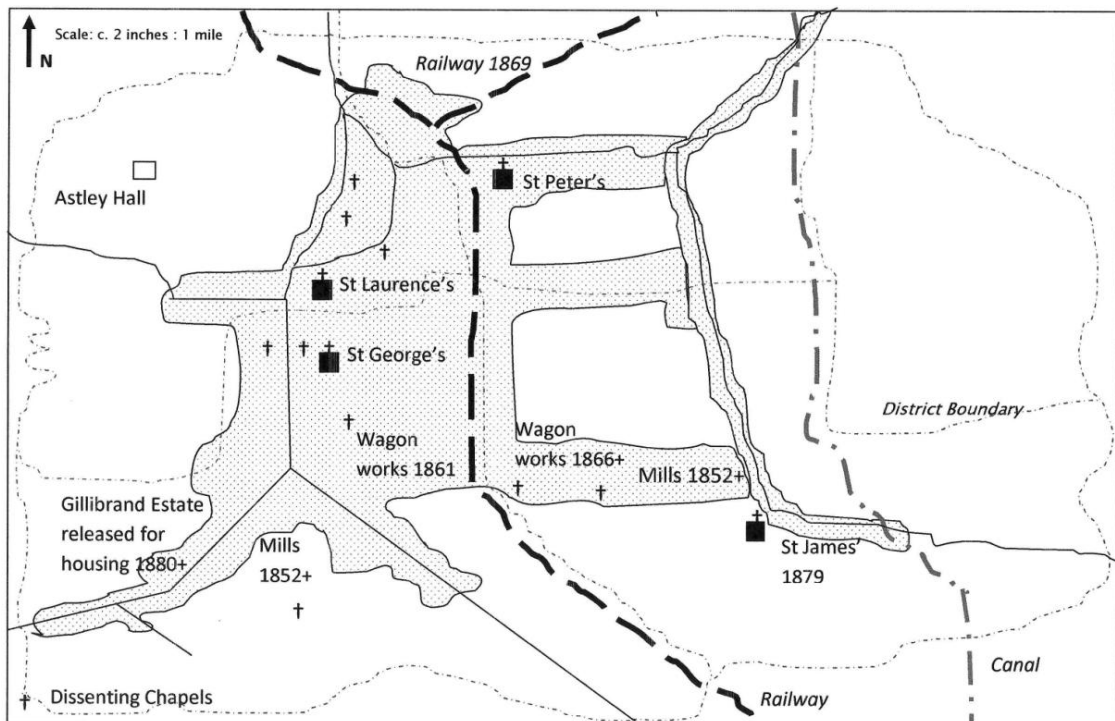 Scale: c. 2 inches : 1 mile
N
Railway 1869
Astley Hall
St Peter's
St Laurence's
St George's
District Boundary
Wagon
works 1861
Wagon
works 1866+
Mills 1852+
Gillibrand Estate
released for
housing 1880+
Mills
1852+
St James'
1879
Canal
Dissenting Chapels
Railway